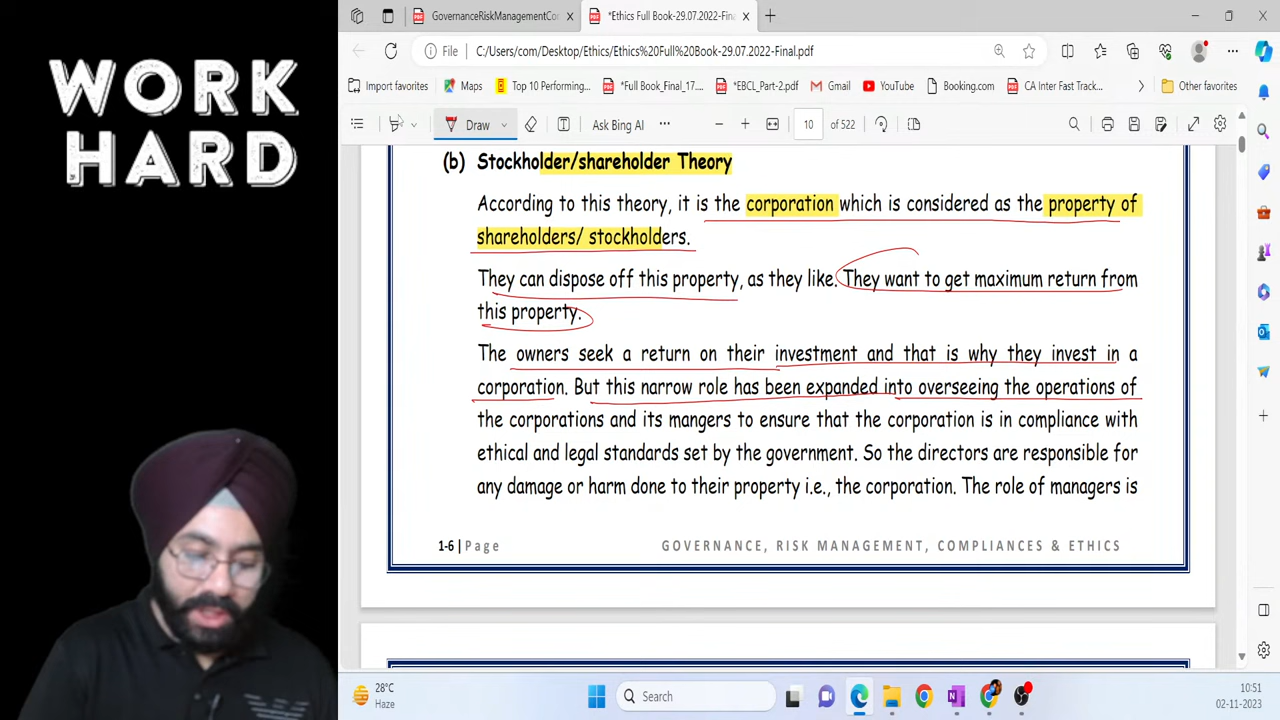 WORK
HARD
GovernanceRiskManagementCo
*Ethics Full Book-29.07.2022-Fina
File
C:/Users/com/Desktop/Ethics/Ethics%20Full%20Book-29.07.2022-Final.pdf
Import favorites
Maps
Top 10 Performing...
*Full Book_Final_17....
*EBCL_Part-2.pdf
Gmail
YouTube
Booking.com
CA Inter Fast Track...
Other favorites
Draw
Ask Bing AI
10 of 522
(b) Stockholder/shareholder Theory
According to this theory, it is the corporation which is considered as the property of
shareholders/ stockholders.
They can dispose off this property, as they like. They want to get maximum return from
this property.
The owners seek a return on their investment and that is why they invest in a
corporation. But this narrow role has been expanded into overseeing the operations of
the corporations and its mangers to ensure that the corporation is in compliance with
ethical and legal standards set by the government. So the directors are responsible for
any damage or harm done to their property i.e., the corporation. The role of managers is
1-6 | Page
GOVERNANCE, RISK MANAGEMENT, COMPLIANCES & ETHICS
28°C
Haze
Search
10:51
02-11-2023